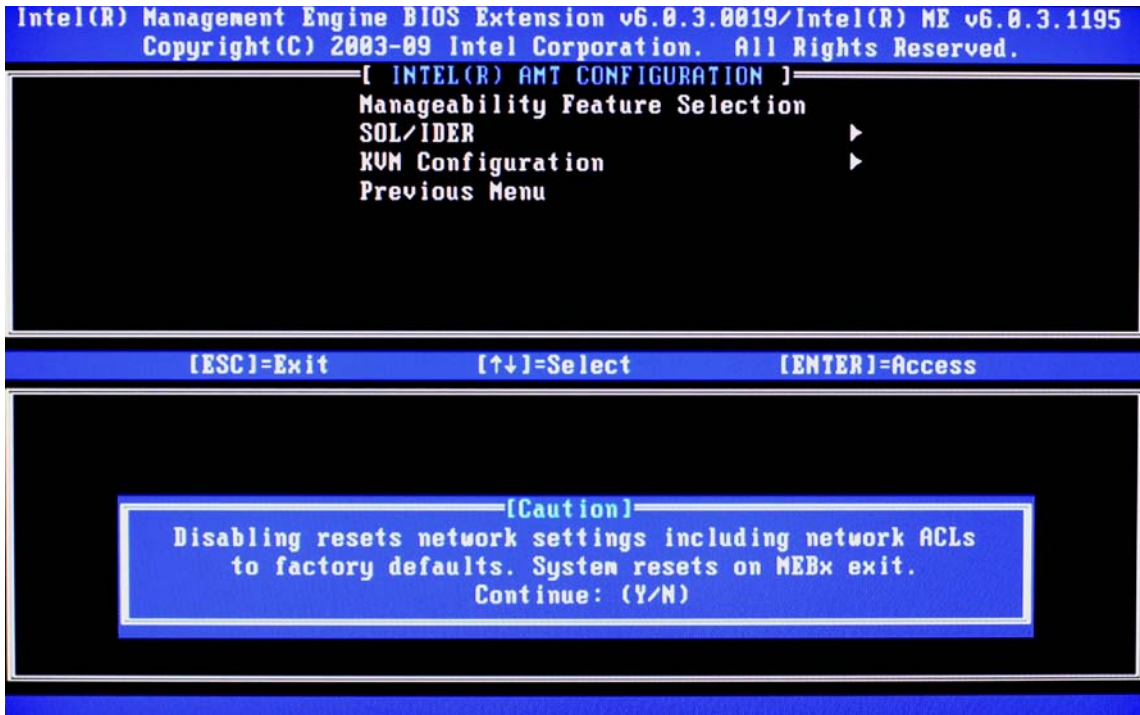 Intel(R) Management Engine BIOS Extension v6.0.3.0019/Intel(R) ME v6.0.3.1195
Copyright(C) 2003-09 Intel Corporation. All Rights Reserved.
[ INTEL(R) AMT CONFIGURATION ]
Manageability Feature Selection
SOL/IDER ►
KVM Configuration ►
Previous Menu
[ESC]=Exit [↑↓]=Select [ENTER]=Access
[Caution]
Disabling resets network settings including network ACLs
to factory defaults. System resets on MEBx exit.
Continue: (Y/N)